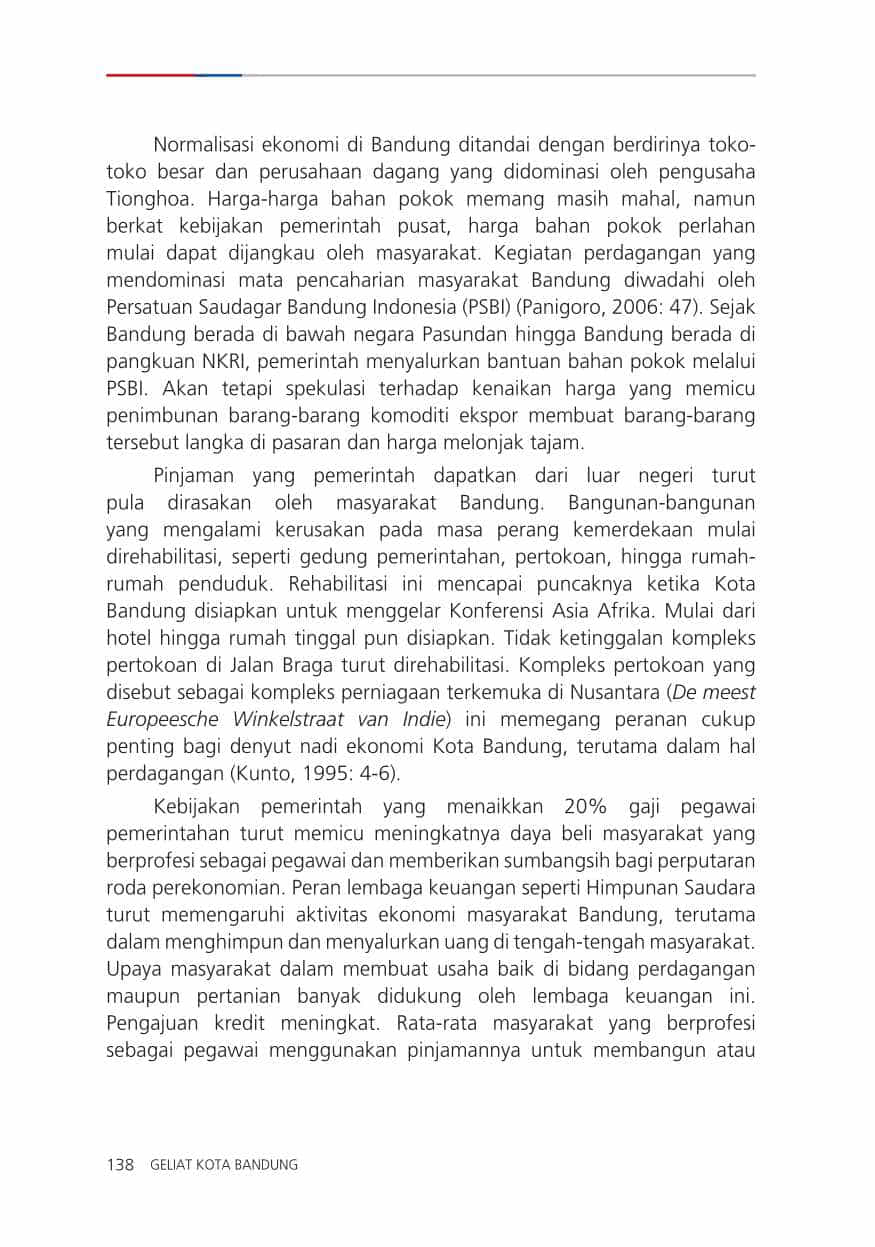 Normalisasi ekonomi di Bandung ditandai dengan berdirinya toko-
toko besar dan perusahaan dagang yang didominasi oleh pengusaha
Tionghoa. Harga-harga bahan pokok memang masih mahal, namun
berkat kebijakan pemerintah pusat, harga bahan pokok perlahan
mulai dapat dijangkau oleh masyarakat. Kegiatan perdagangan yang
mendominasi mata pencaharian masyarakat Bandung diwadahi oleh
Persatuan Saudagar Bandung Indonesia (PSBI) (Panigoro, 2006: 47). Sejak
Bandung berada di bawah negara Pasundan hingga Bandung berada di
pangkuan NKRI, pemerintah menyalurkan bantuan bahan pokok melalui
PSBI. Akan tetapi spekulasi terhadap kenaikan harga yang memicu
penimbunan barang-barang komoditi ekspor membuat barang-barang
tersebut langka di pasaran dan harga melonjak tajam.
Pinjaman yang pemerintah dapatkan dari luar negeri turut
pula dirasakan oleh masyarakat Bandung. Bangunan-bangunan
yang mengalami kerusakan pada masa perang kemerdekaan mulai
direhabilitasi, seperti gedung pemerintahan, pertokoan, hingga rumah-
rumah penduduk. Rehabilitasi ini mencapai puncaknya ketika Kota
Bandung disiapkan untuk menggelar Konferensi Asia Afrika. Mulai dari
hotel hingga rumah tinggal pun disiapkan. Tidak ketinggalan kompleks
pertokoan di Jalan Braga turut direhabilitasi. Kompleks pertokoan yang
disebut sebagai kompleks perniagaan terkemuka di Nusantara (De meest
Europeesche Winkelstraat van Indie) ini memegang peranan cukup
penting bagi denyut nadi ekonomi Kota Bandung, terutama dalam hal
perdagangan (Kunto, 1995: 4-6).
Kebijakan pemerintah yang menaikkan 20% gaji pegawai
pemerintahan turut memicu meningkatnya daya beli masyarakat yang
berprofesi sebagai pegawai dan memberikan sumbangsih bagi perputaran
roda perekonomian. Peran lembaga keuangan seperti Himpunan Saudara
turut memengaruhi aktivitas ekonomi masyarakat Bandung, terutama
dalam menghimpun dan menyalurkan uang di tengah-tengah masyarakat.
Upaya masyarakat dalam membuat usaha baik di bidang perdagangan
maupun pertanian banyak didukung oleh lembaga keuangan ini.
Pengajuan kredit meningkat. Rata-rata masyarakat yang berprofesi
sebagai pegawai menggunakan pinjamannya untuk membangun atau
138 GELIAT KOTA BANDUNG